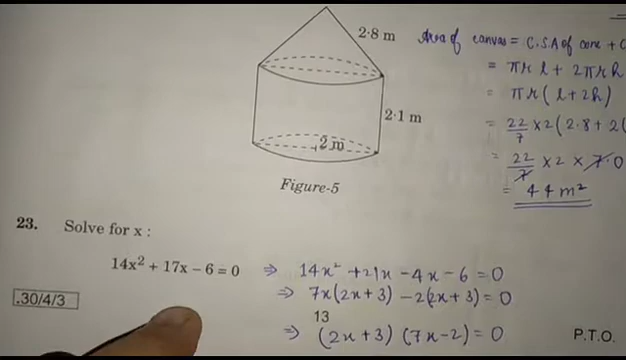 2·8 m
Area of canvas = C.S.A of cone +
= πrl + 2πrh
= πr(l+2h)
2·1 m
= 22/7 ×2(2.8+2(
2 m
= 22/7 ×2 × 7.0
Figure-5
= 44 m²
23. Solve for x :
14x² + 17x − 6 = 0 ⇒ 14x² +21x −4x −6 =0
⇒ 7x(2x+3) −2(2x+3) =0
.30/4/3
13
⇒ (2x+3) (7x−2) =0
P.T.O.